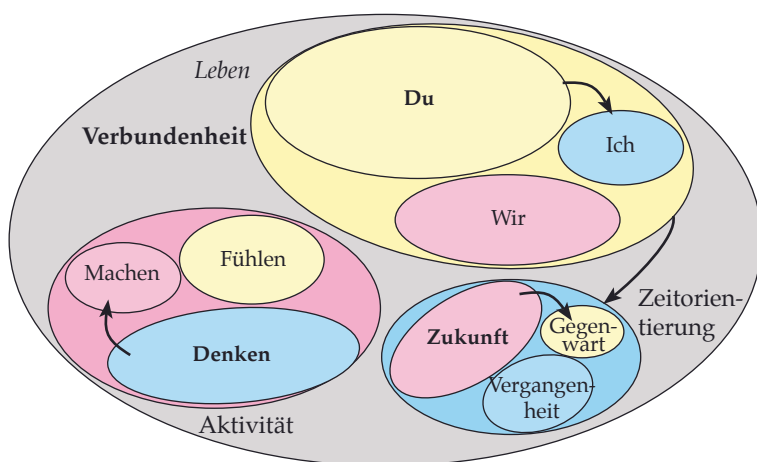 Leben
Du
Verbundenheit
Ich
Wir
Fühlen
Machen
Zeitorien-
tierung
Gegen-
wart
Zukunft
Denken
Vergangen-
heit
Aktivität